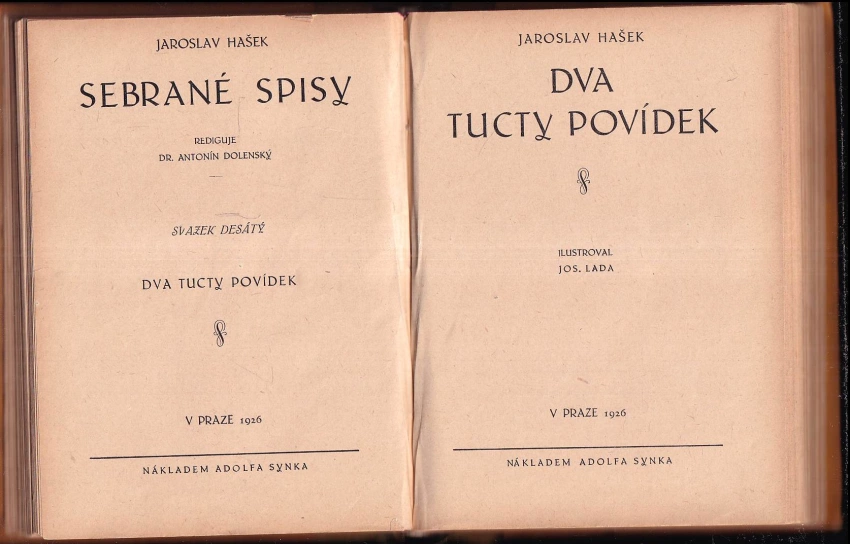 JAROSLAV HAŠEK
SEBRANÉ SPISY
REDIGUJE
DR. ANTONÍN DOLENSKÝ
SVAZEK DESÁTÝ
DVA TUCTY POVÍDEK
V PRAZE 1926
NÁKLADEM ADOLFA SYNKA
JAROSLAV HAŠEK
DVA
TUCTY POVÍDEK
ILUSTROVAL
JOS. LADA
V PRAZE 1926
NÁKLADEM ADOLFA SYNKA